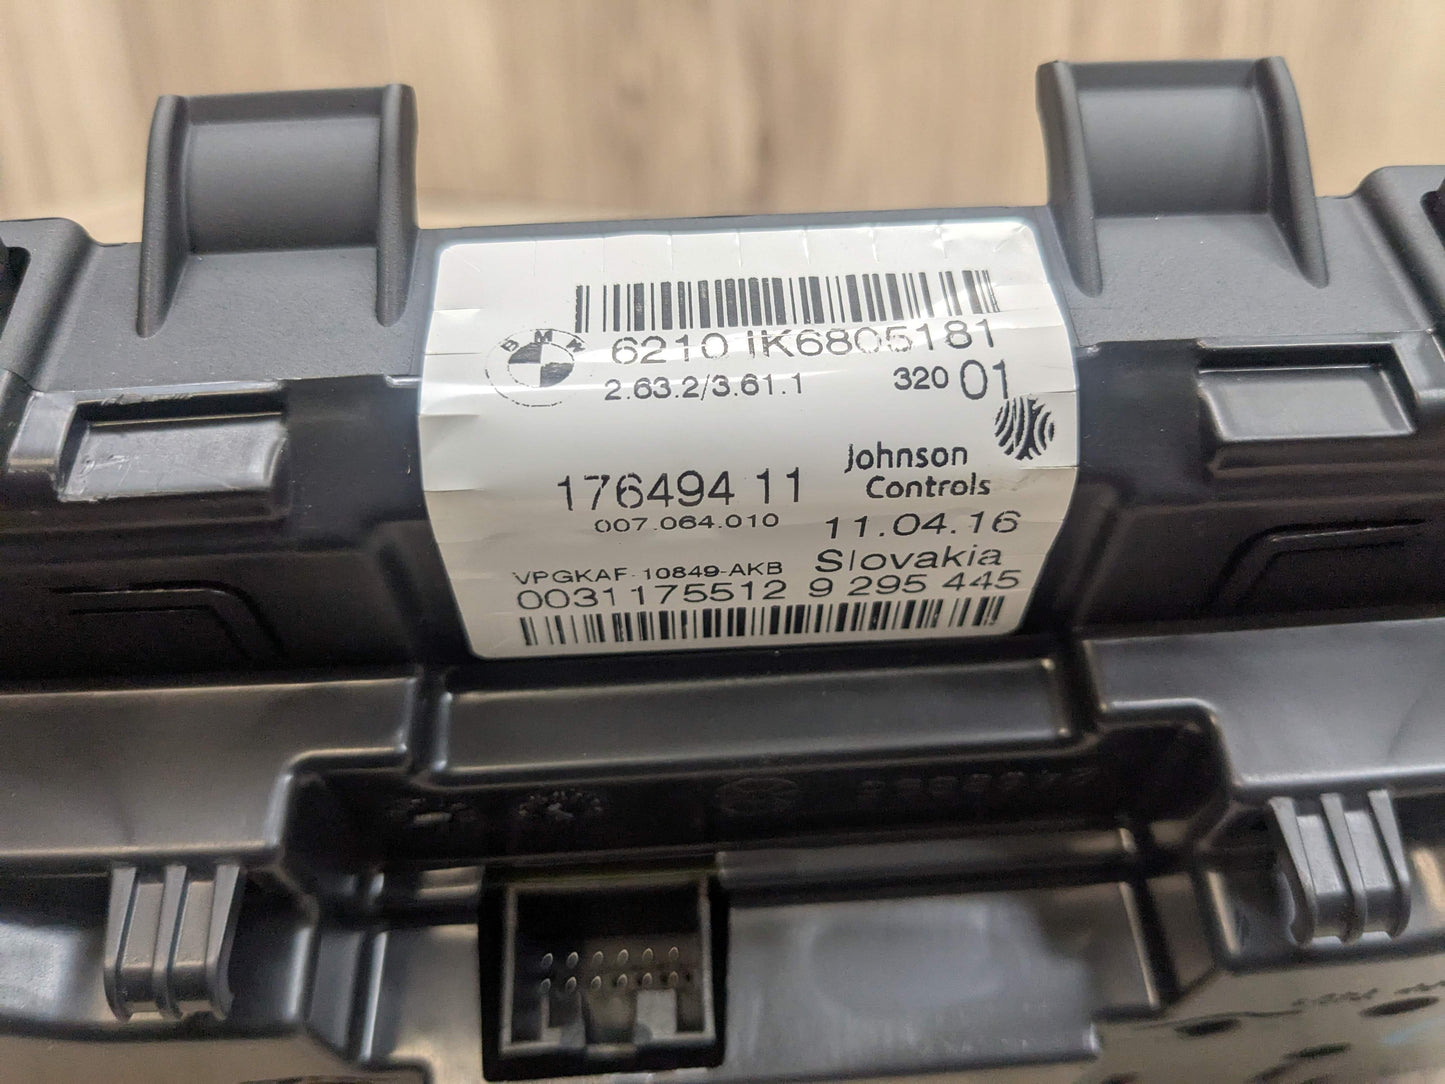 BMW
6210 IK6805181
2.63.2/3.61.1
320 01
176494 11
Johnson
Controls
007.064.010
11.04.16
VPGKAF-10849-AKB
Slovakia
0031175512 9 295 445